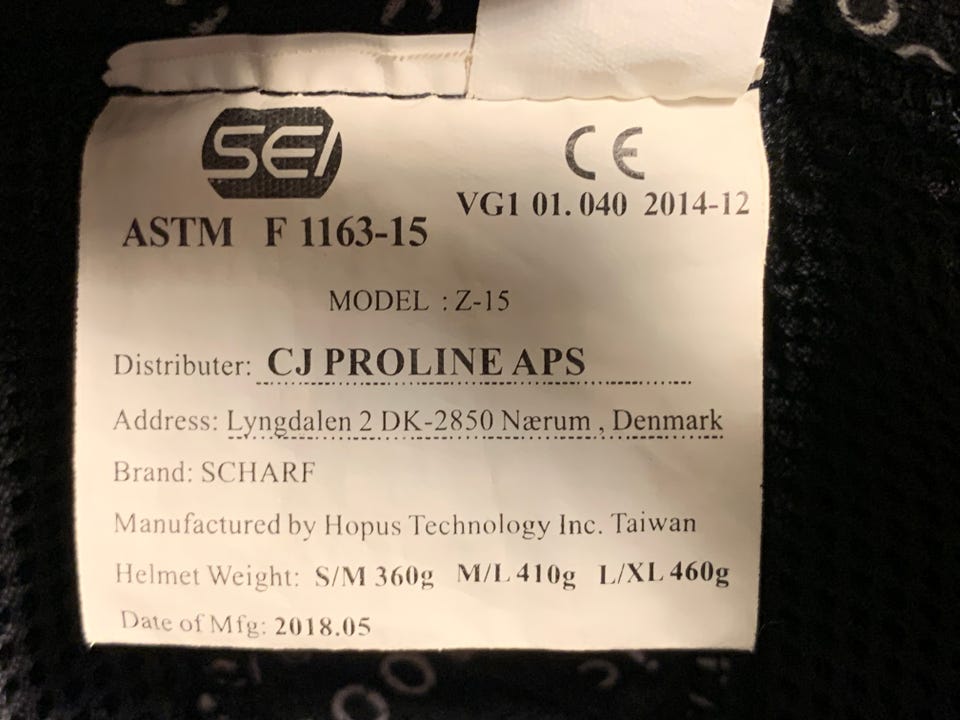 SEI
CE
VG1 01.040 2014-12
ASTM F 1163-15
MODEL : Z-15
Distributer: CJ PROLINE APS
Address: Lyngdalen 2 DK-2850 Nærum , Denmark
Brand: SCHARF
Manufactured by Hopus Technology Inc. Taiwan
Helmet Weight: S/M 360g M/L 410g L/XL 460g
Date of Mfg: 2018.05